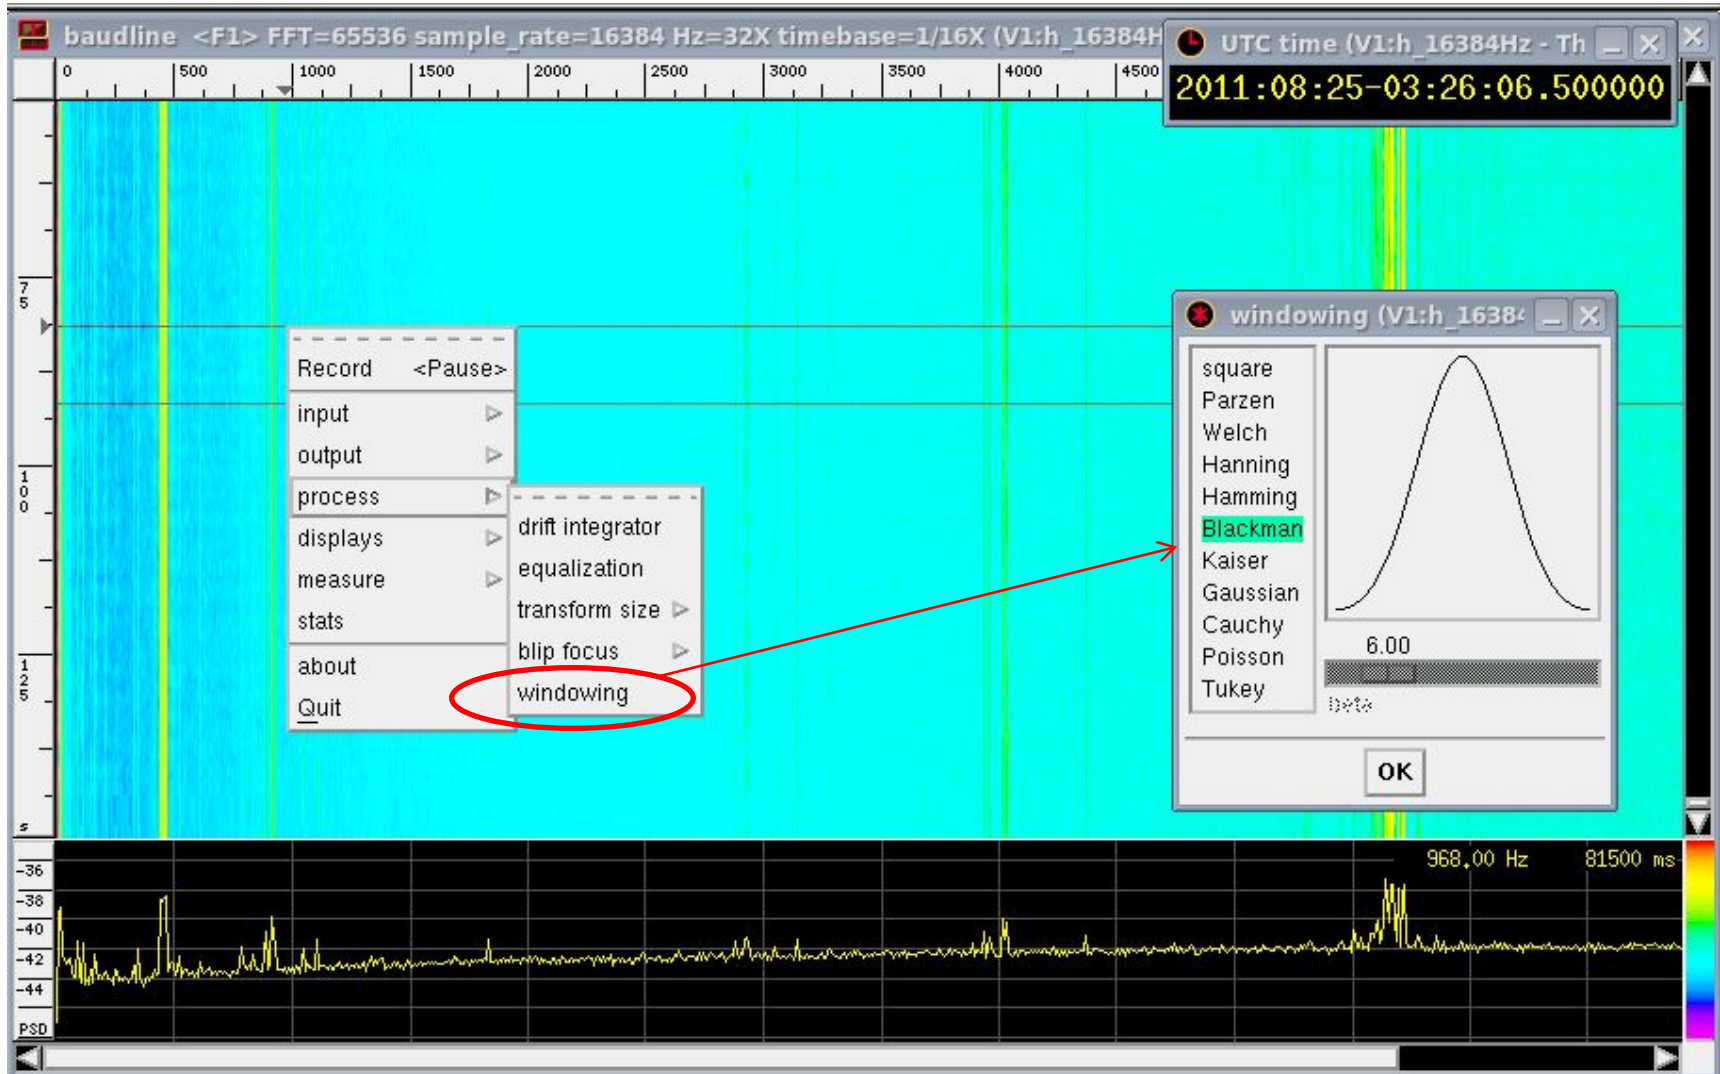 baudline <F1> FFT=65536 sample_rate=16384 Hz=32X timebase=1/16X (V1:h_16384H
UTC time (V1:h_16384Hz - Th
2011:08:25-03:26:06.500000
0 500 1000 1500 2000 2500 3000 3500 4000 4500
75
100
125
s
Record <Pause>
input
output
process
displays
measure
stats
about
Quit
drift integrator
equalization
transform size
blip focus
windowing
windowing (V1:h_1638
square
Parzen
Welch
Hanning
Hamming
Blackman
Kaiser
Gaussian
Cauchy
Poisson
Tukey
6.00
beta
OK
968.00 Hz 81500 ms
-36
-38
-40
-42
-44
PSD